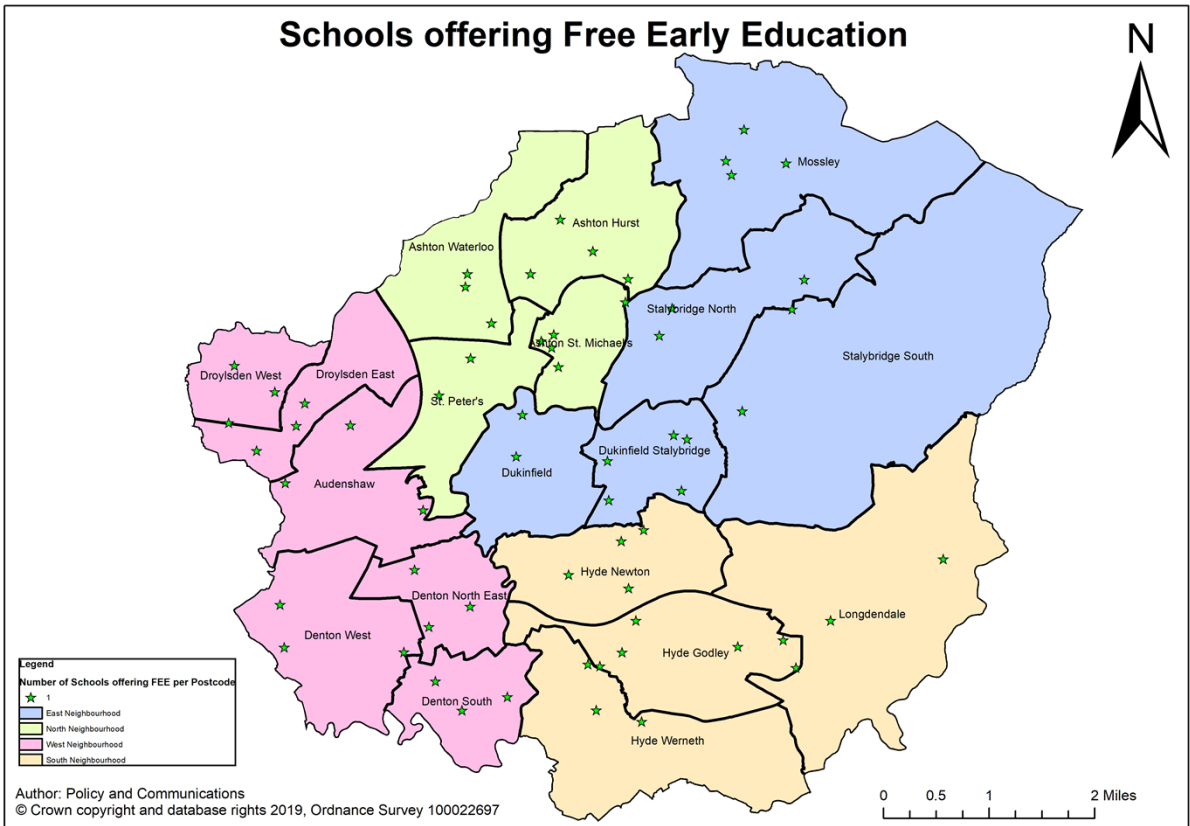 Schools offering Free Early Education
N
Mossley
Ashton Hurst
Ashton Waterloo
Stalybridge North
Ashton St. Michael's
Stalybridge South
Droylsden West
Droylsden East
St. Peter's
Dukinfield Stalybridge
Dukinfield
Audenshaw
Hyde Newton
Denton North East
Longdendale
Denton West
Hyde Godley
Denton South
Hyde Werneth
Legend
Number of Schools offering FEE per Postcode
1
East Neighbourhood
North Neighbourhood
West Neighbourhood
South Neighbourhood
Author: Policy and Communications
© Crown copyright and database rights 2019, Ordnance Survey 100022697
0 0.5 1 2 Miles